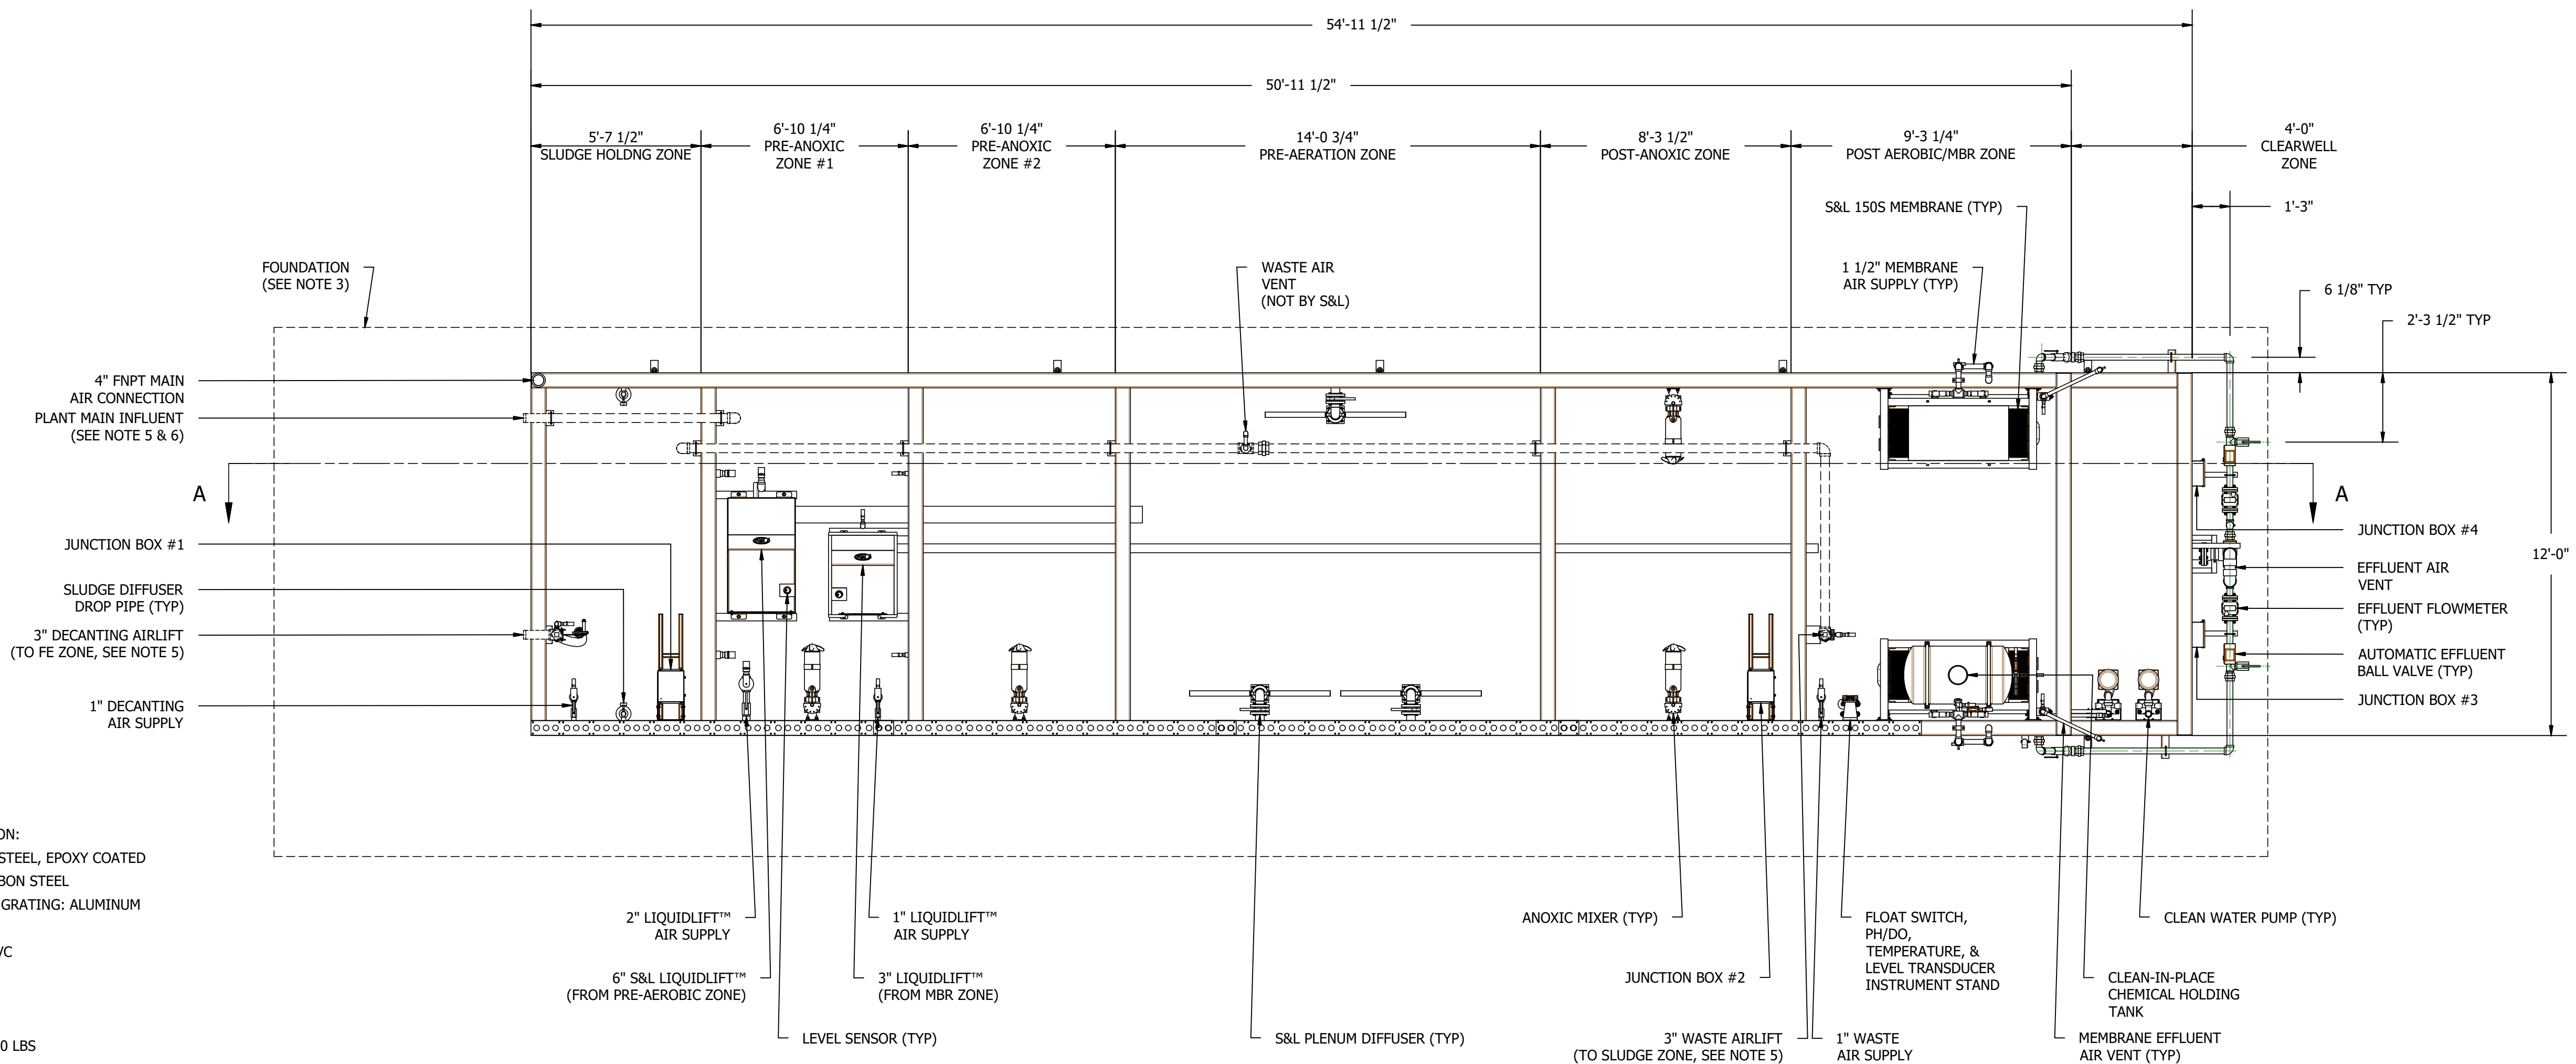 54'-11 1/2"
50'-11 1/2"
5'-7 1/2"
SLUDGE HOLDNG ZONE
6'-10 1/4"
PRE-ANOXIC
ZONE #1
6'-10 1/4"
PRE-ANOXIC
ZONE #2
14'-0 3/4"
PRE-AERATION ZONE
8'-3 1/2"
POST-ANOXIC ZONE
9'-3 1/4"
POST AEROBIC/MBR ZONE
4'-0"
CLEARWELL
ZONE
S&L 150S MEMBRANE (TYP)
1'-3"
FOUNDATION
(SEE NOTE 3)
WASTE AIR
VENT
(NOT BY S&L)
1 1/2" MEMBRANE
AIR SUPPLY (TYP)
6 1/8" TYP
2'-3 1/2" TYP
4" FNPT MAIN
AIR CONNECTION
PLANT MAIN INFLUENT
(SEE NOTE 5 & 6)
A
A
JUNCTION BOX #1
SLUDGE DIFFUSER
DROP PIPE (TYP)
3" DECANTING AIRLIFT
(TO FE ZONE, SEE NOTE 5)
1" DECANTING
AIR SUPPLY
JUNCTION BOX #4
12'-0"
EFFLUENT AIR
VENT
EFFLUENT FLOWMETER
(TYP)
AUTOMATIC EFFLUENT
BALL VALVE (TYP)
JUNCTION BOX #3
ON:
STEEL, EPOXY COATED
BON STEEL
GRATING: ALUMINUM
VC
0 LBS
2" LIQUIDLIFT™
AIR SUPPLY
1" LIQUIDLIFT™
AIR SUPPLY
6" S&L LIQUIDLIFT™
(FROM PRE-AEROBIC ZONE)
3" LIQUIDLIFT™
(FROM MBR ZONE)
LEVEL SENSOR (TYP)
S&L PLENUM DIFFUSER (TYP)
ANOXIC MIXER (TYP)
JUNCTION BOX #2
3" WASTE AIRLIFT
(TO SLUDGE ZONE, SEE NOTE 5)
1" WASTE
AIR SUPPLY
FLOAT SWITCH,
PH/DO,
TEMPERATURE, &
LEVEL TRANSDUCER
INSTRUMENT STAND
CLEAN WATER PUMP (TYP)
CLEAN-IN-PLACE
CHEMICAL HOLDING
TANK
MEMBRANE EFFLUENT
AIR VENT (TYP)